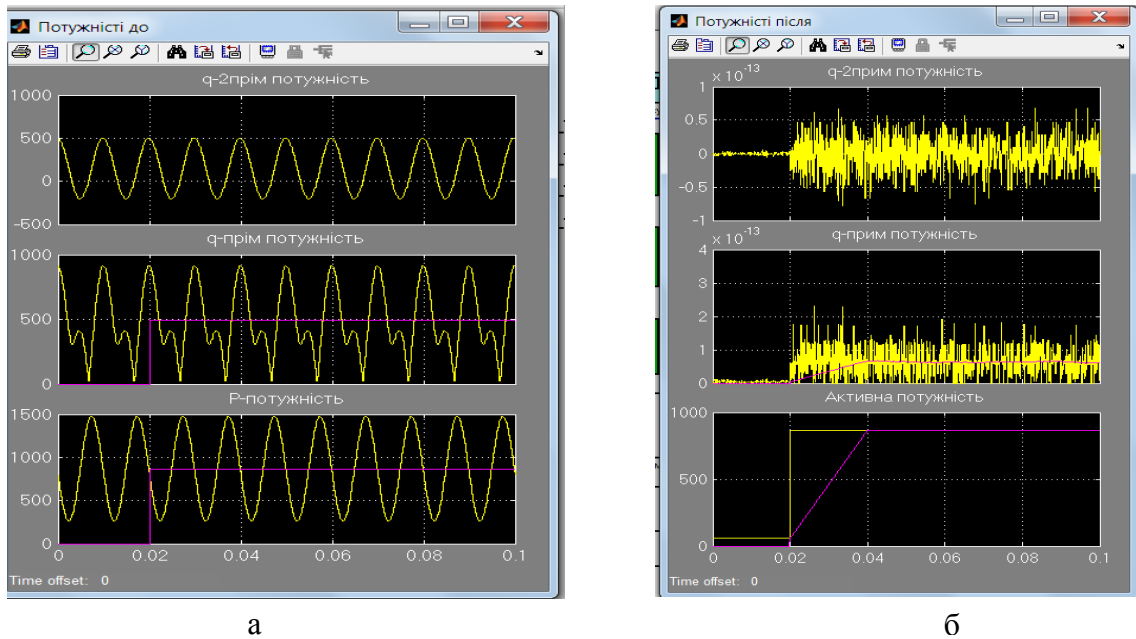 Потужністі до
q-2прім потужність
1000
500
0
-500
q-прім потужність
1000
500
0
P-потужність
1500
1000
500
0
0 0.02 0.04 0.06 0.08 0.1
Time offset: 0
а
Потужністі після
x 10^-13
q-2прим потужність
1
0.5
0
-0.5
-1
x 10^-13
q-прим потужність
4
3
2
1
0
Активна потужність
1000
500
0
0 0.02 0.04 0.06 0.08 0.1
Time offset: 0
б